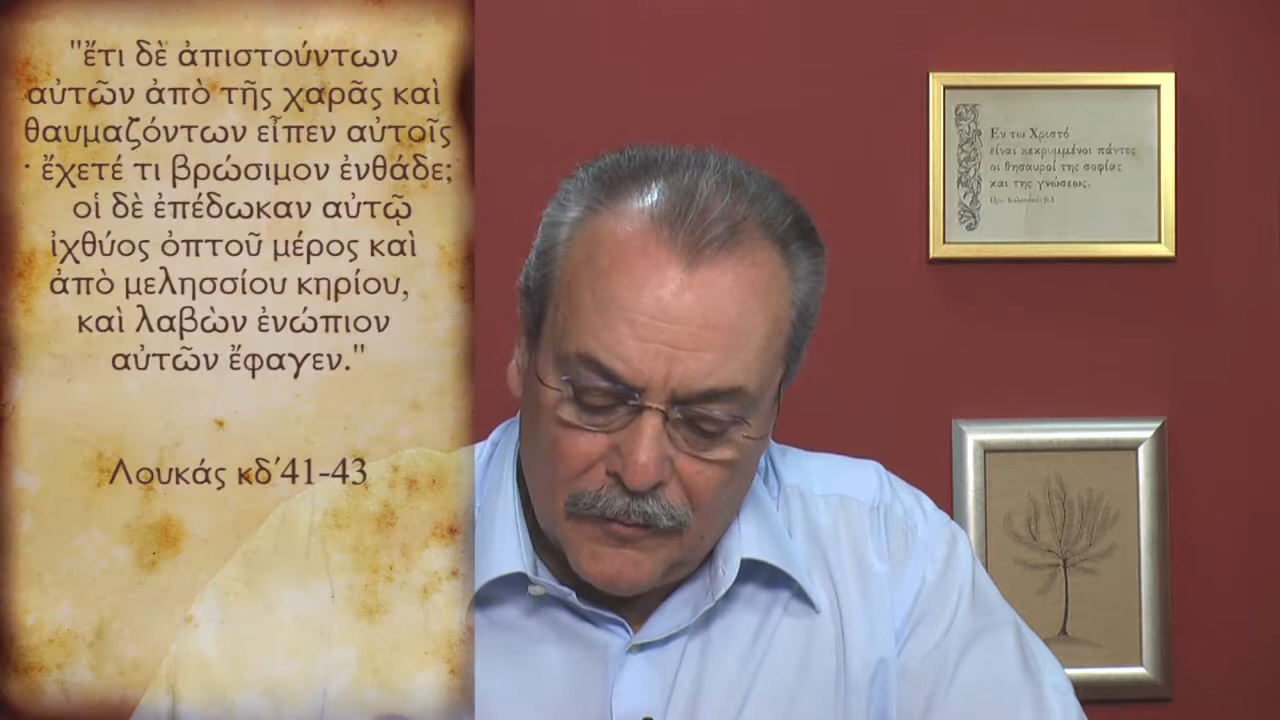 "ἔτι δὲ ἀπιστούντων
αὐτῶν ἀπὸ τῆς χαρᾶς καὶ
θαυμαζόντων εἶπεν αὐτοῖς
· ἔχετέ τι βρώσιμον ἐνθάδε;
οἱ δὲ ἐπέδωκαν αὐτῷ
ἰχθύος ὀπτοῦ μέρος καὶ
ἀπὸ μελησσίου κηρίου,
καὶ λαβὼν ἐνώπιον
αὐτῶν ἔφαγεν."
Λουκάς κδ΄41-43
Εν τω Χριστό
είναι κεκρυμμένοι πάντες
οι θησαυροί της σοφίας
και της γνώσεως.